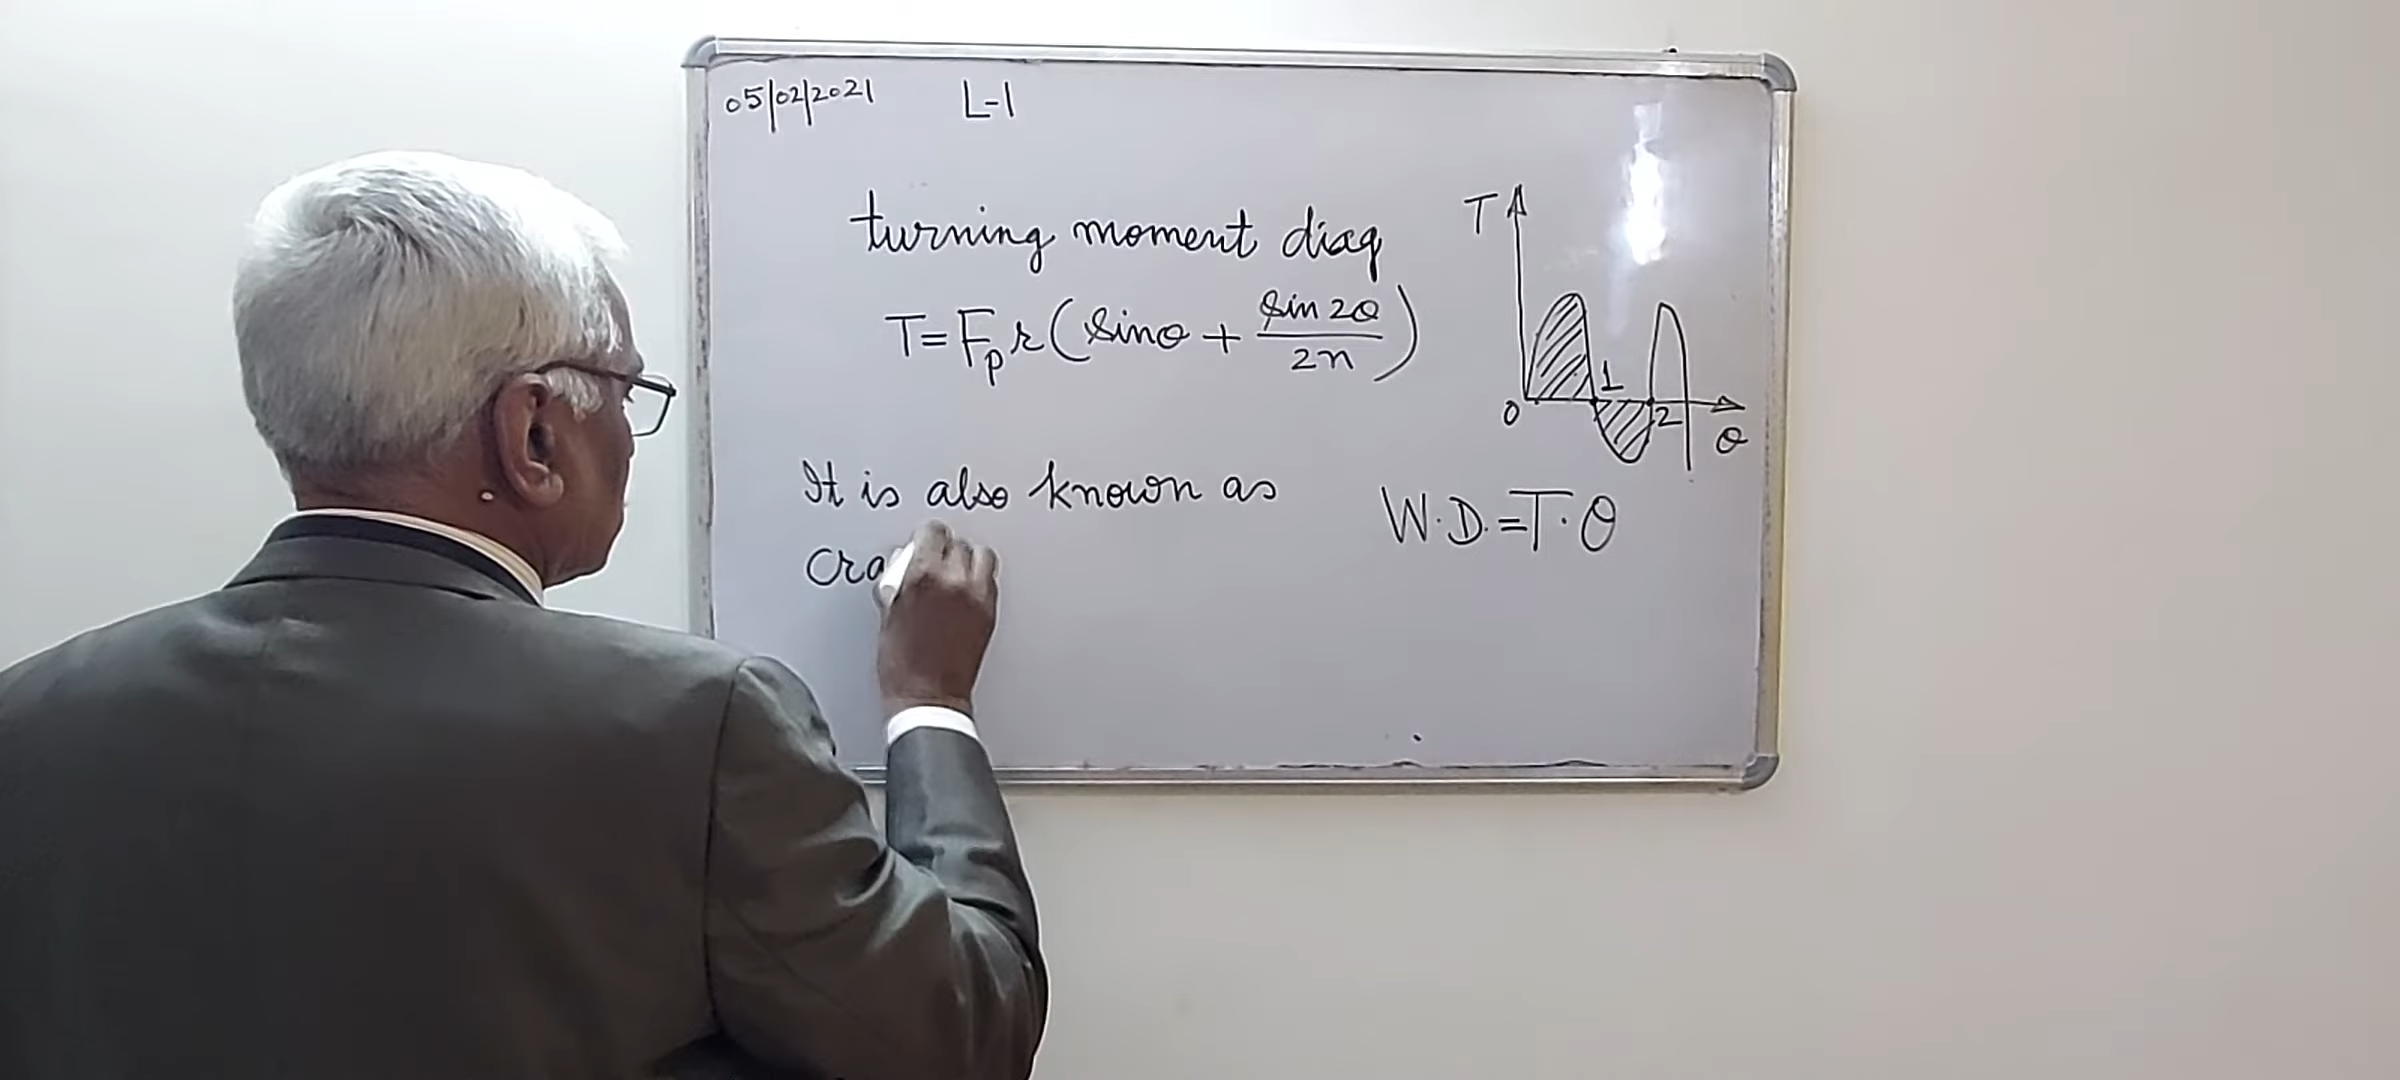 05/02/2021 L-1
turning moment diag
T=Fpr(sinθ + sin 2θ / 2n)
T
1
0
2
θ
It is also known as
W.D.=T.θ
cra